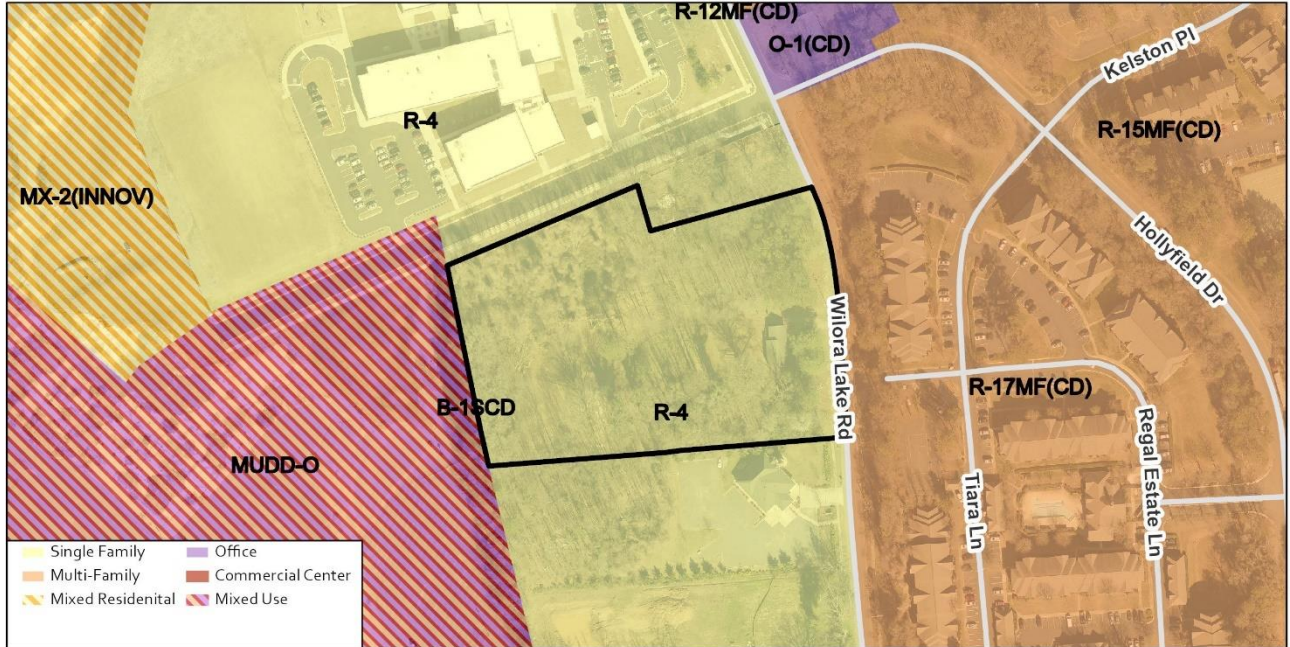 R-12MF(CD)
O-1(CD)
Kelston Pl
R-4
R-15MF(CD)
MX-2(INNOV)
Hollyfield Dr
Wilora Lake Rd
R-17MF(CD)
B-1SCD
R-4
Regal Estate Ln
MUDD-O
Tiara Ln
Single Family
Office
Multi-Family
Commercial Center
Mixed Residenital
Mixed Use